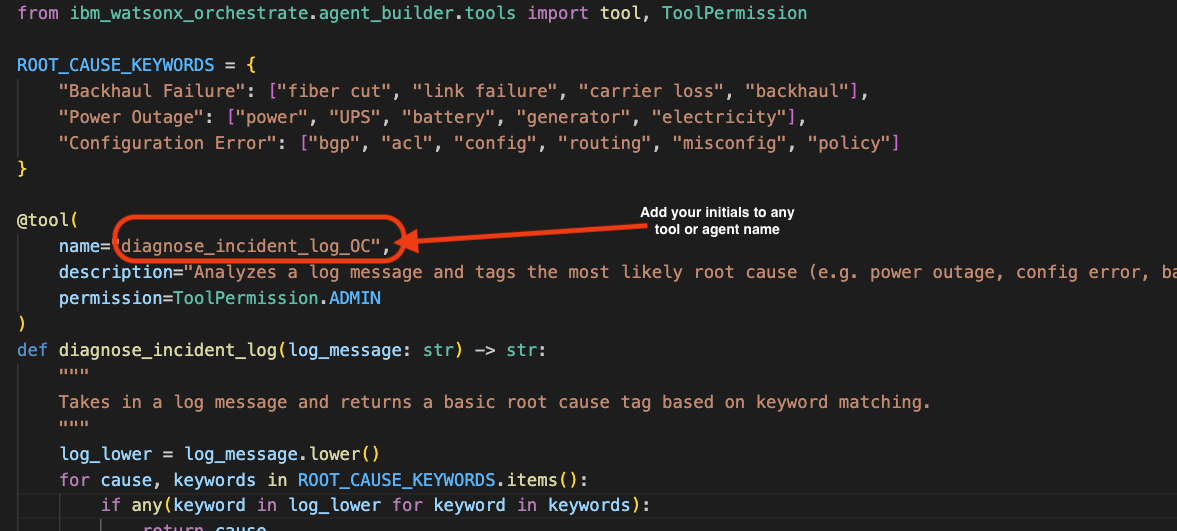 from ibm_watsonx_orchestrate.agent_builder.tools import tool, ToolPermission
ROOT_CAUSE_KEYWORDS = {
    "Backhaul Failure": ["fiber cut", "link failure", "carrier loss", "backhaul"],
    "Power Outage": ["power", "UPS", "battery", "generator", "electricity"],
    "Configuration Error": ["bgp", "acl", "config", "routing", "misconfig", "policy"]
}
@tool(
Add your initials to any
tool or agent name
    name="diagnose_incident_log_OC",
    description="Analyzes a log message and tags the most likely root cause (e.g. power outage, config error, ba
    permission=ToolPermission.ADMIN
)
def diagnose_incident_log(log_message: str) -> str:
    """
    Takes in a log message and returns a basic root cause tag based on keyword matching.
    """
    log_lower = log_message.lower()
    for cause, keywords in ROOT_CAUSE_KEYWORDS.items():
        if any(keyword in log_lower for keyword in keywords):
            return cause